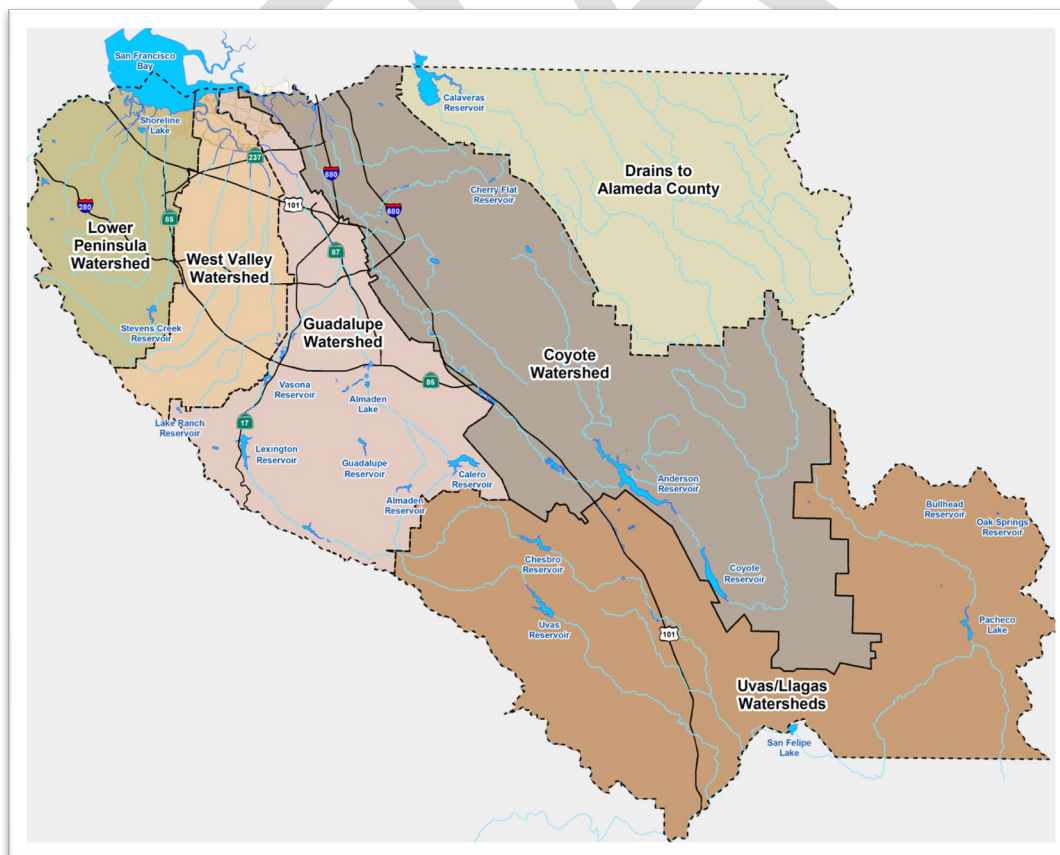 San Francisco
Bay
Calaveras
Reservoir
Shoreline
Lake
237
Drains to
Alameda County
880
Cherry Flat
Reservoir
280
101
680
85
Lower
Peninsula
Watershed
87
West Valley
Watershed
Stevens Creek
Reservoir
Guadalupe
Watershed
Coyote
Watershed
Vasona
Reservoir
Almaden
Lake
85
Lake Ranch
Reservoir
17
Lexington
Reservoir
Guadalupe
Reservoir
Calero
Reservoir
Anderson
Reservoir
Almaden
Reservoir
Bullhead
Reservoir
Oak Springs
Reservoir
Chesbro
Reservoir
Coyote
Reservoir
Uvas
Reservoir
101
Pacheco
Lake
Uvas/Llagas
Watersheds
San Felipe
Lake